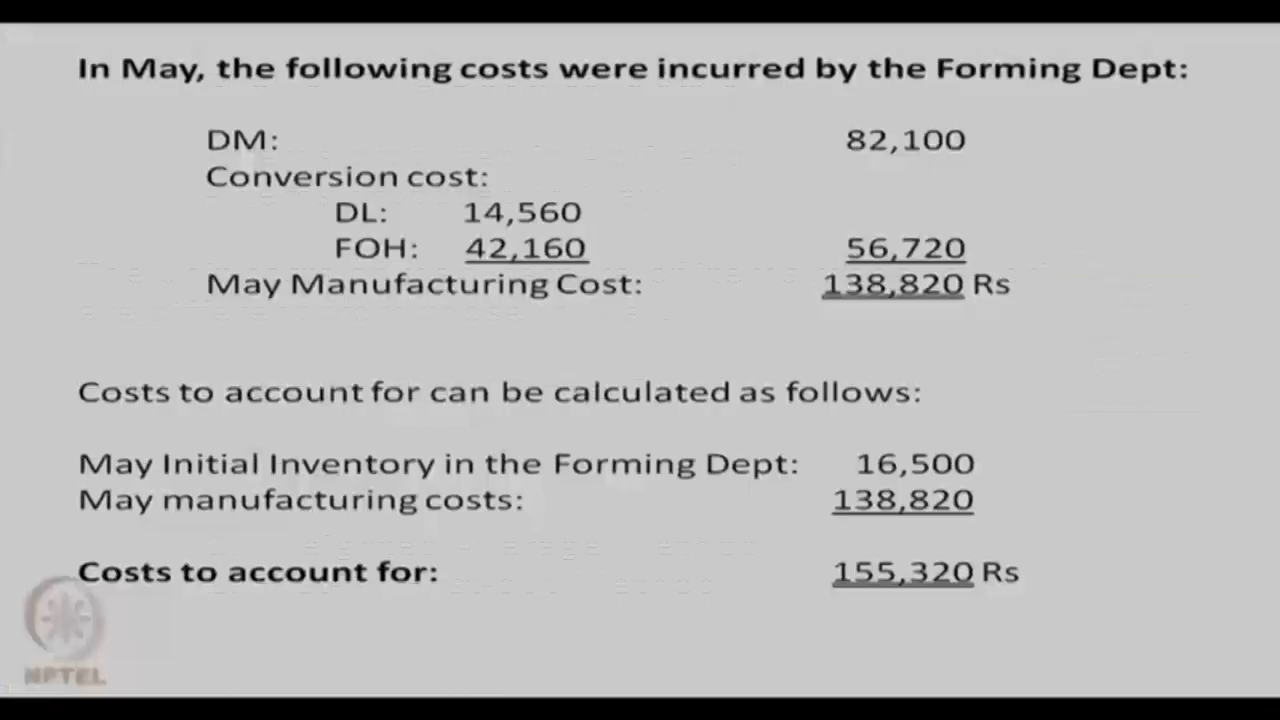 In May, the following costs were incurred by the Forming Dept:
DM: 82,100
Conversion cost:
DL: 14,560
FOH: 42,160 56,720
May Manufacturing Cost: 138,820 Rs
Costs to account for can be calculated as follows:
May Initial Inventory in the Forming Dept: 16,500
May manufacturing costs: 138,820
Costs to account for: 155,320 Rs
NPTEL